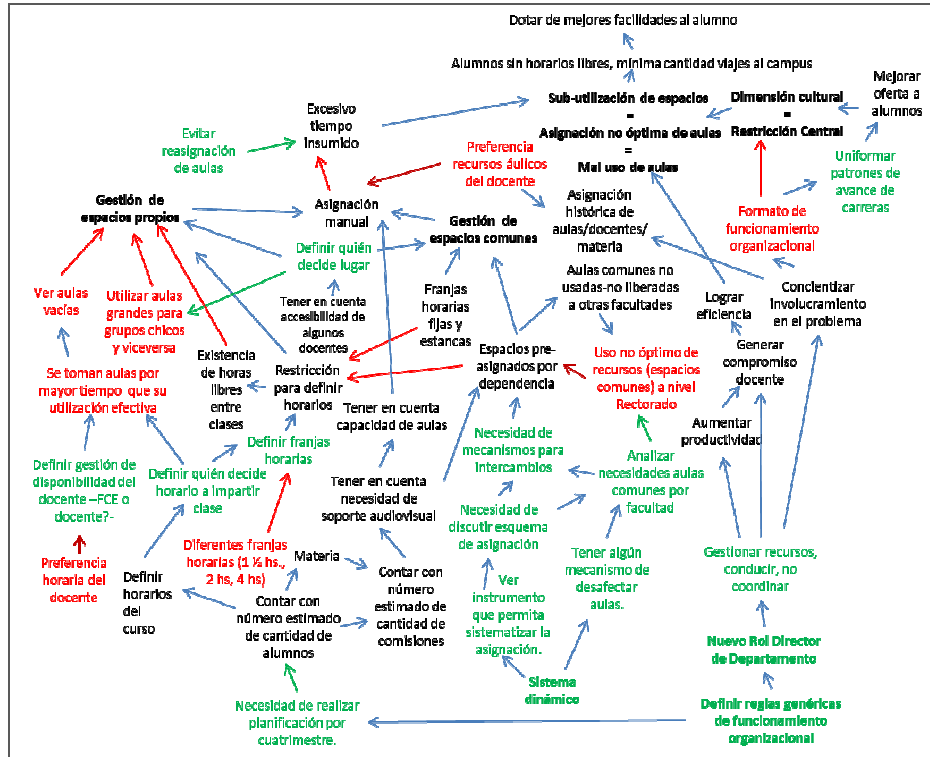 Dotar de mejores facilidades al alumno
Alumnos sin horarios libres, mínima cantidad viajes al campus
Mejorar
oferta a
alumnos
Sub-utilización de espacios
=
Asignación no óptima de aulas
=
Mal uso de aulas
Dimensión cultural
=
Restricción Central
Excesivo
tiempo
insumido
Evitar
reasignación
de aulas
Preferencia
recursos áulicos
del docente
Uniformar
patrones de
avance de
carreras
Gestión de
espacios propios
Asignación
manual
Gestión de
espacios comunes
Asignación
histórica de
aulas/docentes/
materia
Formato de
funcionamiento
organizacional
Definir quién
decide lugar
Ver aulas
vacías
Utilizar aulas
grandes para
grupos chicos
y viceversa
Tener en cuenta
accesibilidad de
algunos
docentes
Franjas
horarias
fijas y
estancas
Aulas comunes no
usadas-no liberadas
a otras facultades
Lograr
eficiencia
Concientizar
involucramiento
en el problema
Existencia
de horas
libres
entre
clases
Restricción
para definir
horarios
Espacios pre-
asignados por
dependencia
Uso no óptimo de
recursos (espacios
comunes) a nivel
Rectorado
Generar
compromiso
docente
Se toman aulas por
mayor tiempo que su
utilización efectiva
Tener en cuenta
capacidad de aulas
Aumentar
productividad
Definir gestión de
disponibilidad del
docente –FCE o
docente?-
Definir quién decide
horario a impartir
clase
Definir franjas
horarias
Necesidad de
mecanismos para
Intercambios
Analizar
necesidades aulas
comunes por
facultad
Tener en cuenta
necesidad de
soporte audiovisual
Necesidad de
discutir esquema
de asignación
Preferencia
horaria del
docente
Definir
horarios
del
curso
Diferentes franjas
horarias (1 ½ hs.,
2 hs, 4 hs)
Materia
Contar con
número
estimado de
cantidad de
comisiones
Ver
instrumento
que permita
sistematizar la
asignación.
Tener algún
mecanismo de
desafectar
aulas.
Gestionar recursos,
conducir, no
coordinar
Contar con
número estimado
de cantidad de
alumnos
Nuevo Rol Director
de Departamento
Sistema
dinámico
Necesidad de realizar
planificación por
cuatrimestre.
Definir reglas genéricas
de funcionamiento
organizacional